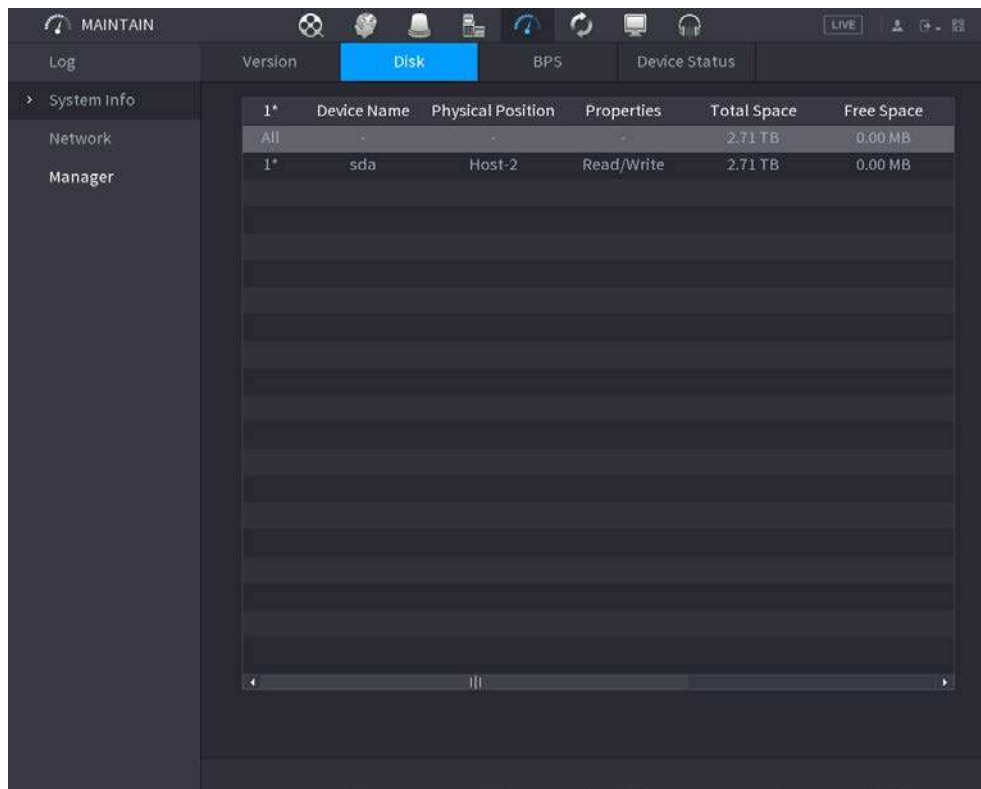 MAINTAIN LIVE
Log Version Disk BPS Device Status
System Info
Network
Manager
1* Device Name Physical Position Properties Total Space Free Space
All - - - 2.71 TB 0.00 MB
1* sda Host-2 Read/Write 2.71 TB 0.00 MB